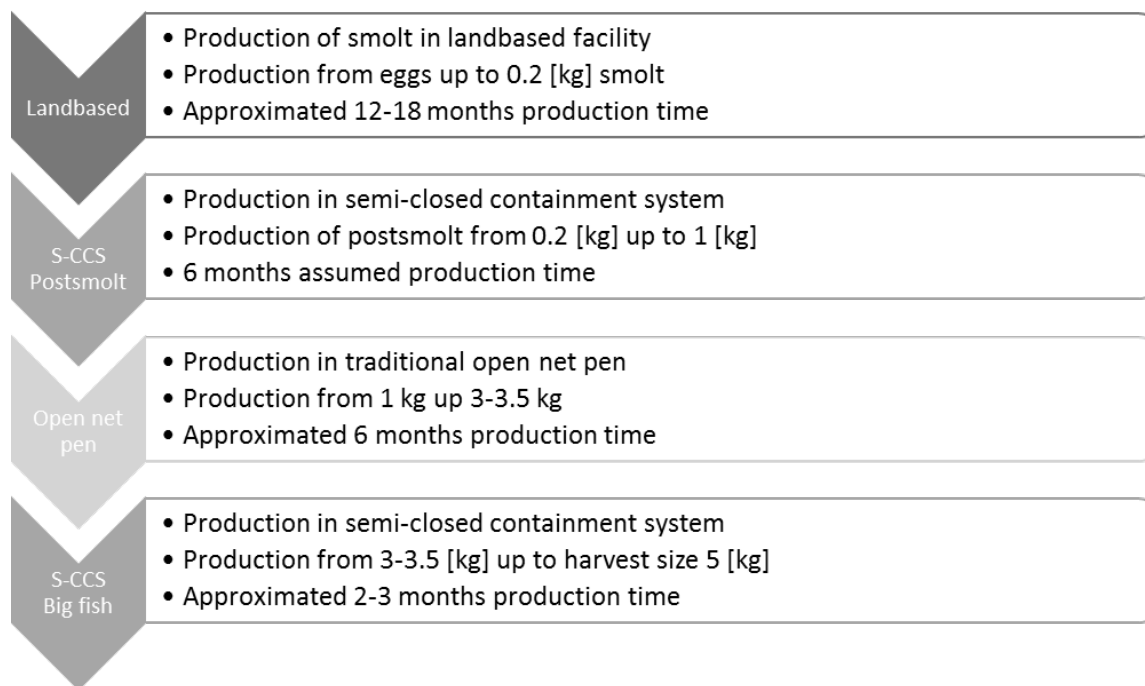 Landbased
• Production of smolt in landbased facility
• Production from eggs up to 0.2 [kg] smolt
• Approximated 12-18 months production time
S-CCS
Postsmolt
• Production in semi-closed containment system
• Production of postsmolt from 0.2 [kg] up to 1 [kg]
• 6 months assumed production time
Open net
pen
• Production in traditional open net pen
• Production from 1 kg up 3-3.5 kg
• Approximated 6 months production time
S-CCS
Big fish
• Production in semi-closed containment system
• Production from 3-3.5 [kg] up to harvest size 5 [kg]
• Approximated 2-3 months production time